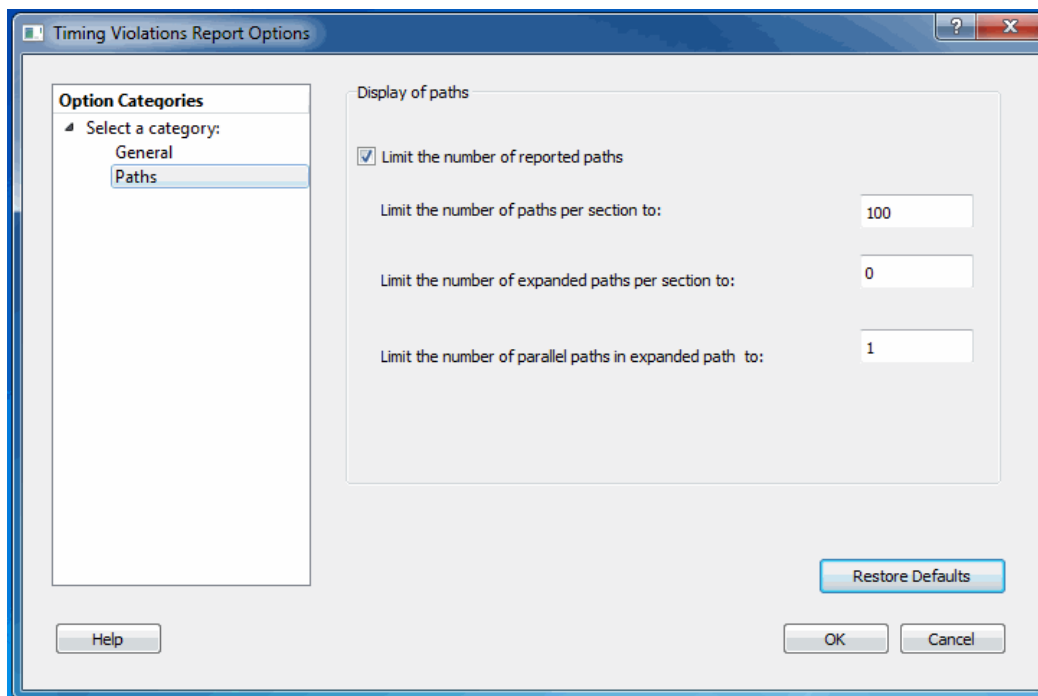 Timing Violations Report Options
?
X
Option Categories
Select a category:
General
Paths
Display of paths
Limit the number of reported paths
Limit the number of paths per section to:
100
Limit the number of expanded paths per section to:
0
Limit the number of parallel paths in expanded path to:
1
Restore Defaults
Help
OK
Cancel